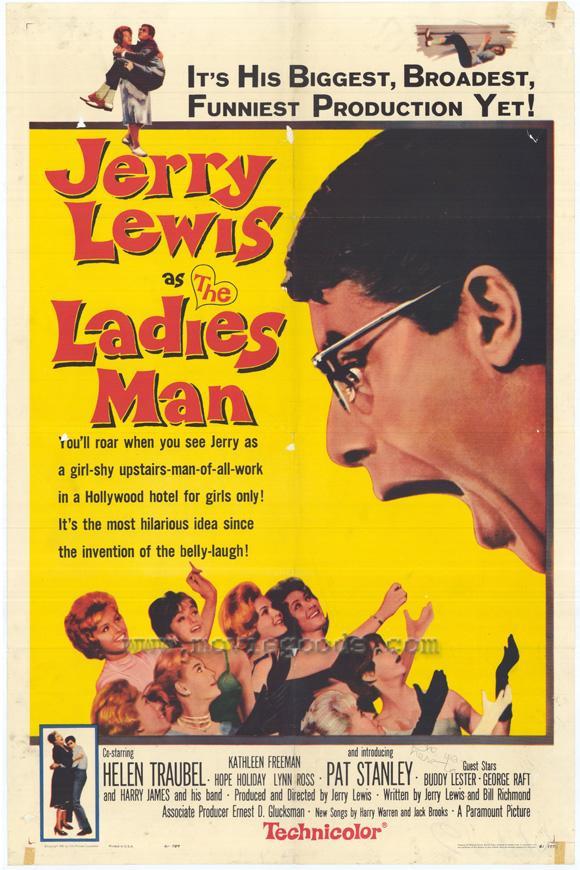 IT'S HIS BIGGEST, BROADEST,
FUNNIEST PRODUCTION YET!
Jerry
Lewis
as The
Ladies
Man
You'll roar when you see Jerry as
a girl-shy upstairs-man-of-all-work
in a Hollywood hotel for girls only!
It's the most hilarious idea since
the invention of the belly-laugh!
www.moviegoods.com
Co-starring
HELEN TRAUBEL · KATHLEEN FREEMAN
HOPE HOLIDAY · LYNN ROSS · and introducing
PAT STANLEY · Guest Stars
BUDDY LESTER · GEORGE RAFT
and HARRY JAMES and his band · Produced and Directed by Jerry Lewis · Written by Jerry Lewis and Bill Richmond
Associate Producer Ernest D. Glucksman · New Songs by Harry Warren and Jack Brooks · A Paramount Picture
Technicolor®